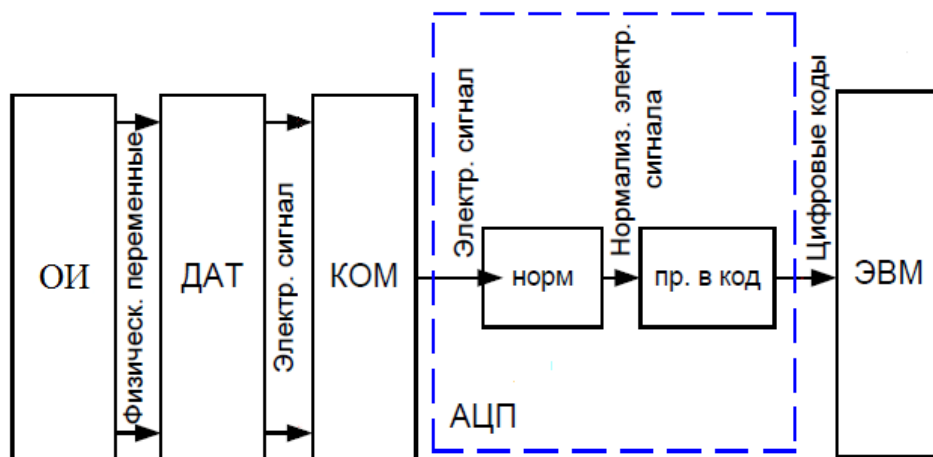 ОИ
Физическ. переменные
ДАТ
Электр. сигнал
КОМ
Электр. сигнал
норм
Нормализ. электр.
сигнала
пр. в код
АЦП
Цифровые коды
ЭВМ